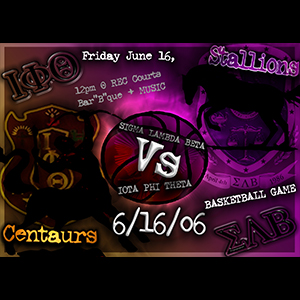 ΙΦΘ
Friday June 16,
Stallions
12pm @ REC Courts
Bar"B"que + MUSIC
SIGMA LAMBDA BETA
Vs
IOTA PHI THETA
ΣΛΒ
BASKETBALL GAME
Centaurs
6/16/06
ΣΛΒ